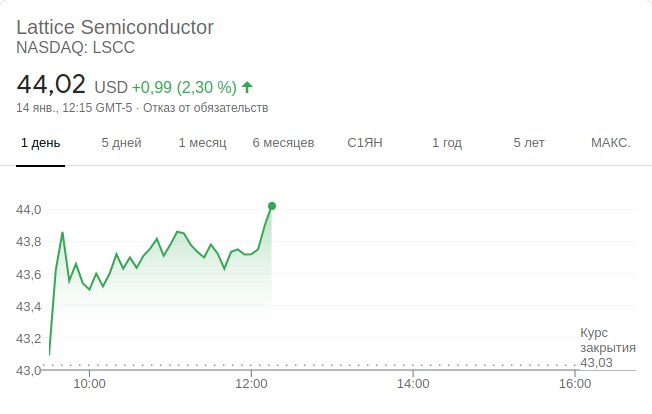 Lattice Semiconductor
NASDAQ: LSCC
44,02 USD +0,99 (2,30 %)
14 янв., 12:15 GMT-5 · Отказ от обязательств
1 день 5 дней 1 месяц 6 месяцев С1ЯН 1 год 5 лет МАКС.
44,0
43,8
43,6
43,4
43,2
43,0
Курс
закрытия
43,03
10:00 12:00 14:00 16:00